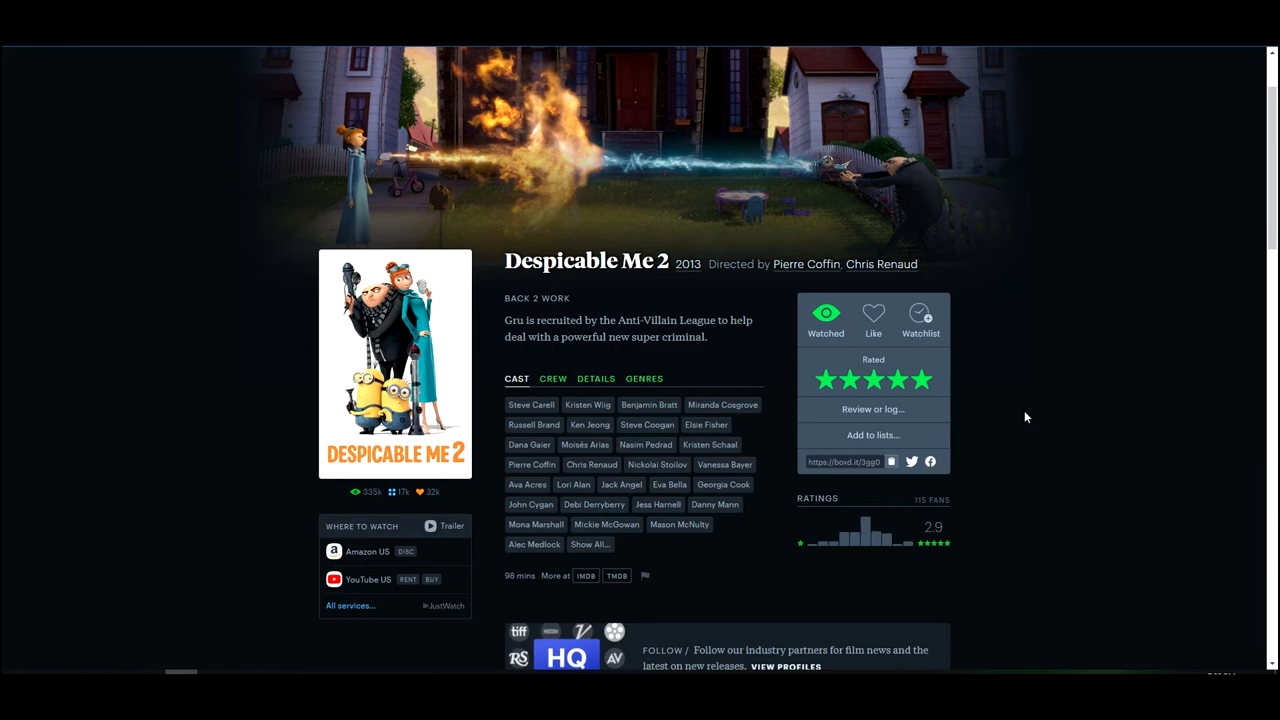 Despicable Me 2 2013 Directed by Pierre Coffin, Chris Renaud
BACK 2 WORK
Gru is recruited by the Anti-Villain League to help
deal with a powerful new super criminal.
CAST CREW DETAILS GENRES
Steve Carell Kristen Wiig Benjamin Bratt Miranda Cosgrove
Russell Brand Ken Jeong Steve Coogan Elsie Fisher
Dana Gaier Moisés Arias Nasim Pedrad Kristen Schaal
Pierre Coffin Chris Renaud Nickolai Stoilov Vanessa Bayer
Ava Acres Lori Alan Jack Angel Eva Bella Georgia Cook
John Cygan Debi Derryberry Jess Harnell Danny Mann
Mona Marshall Mickie McGowan Mason McNulty
Alec Medlock Show All...
98 mins More at IMDB TMDB
Watched Like Watchlist
Rated
Review or log...
Add to lists...
https://boxd.it/3gg0
RATINGS 115 FANS
2.9
DESPICABLE ME 2
335k 17k 32k
WHERE TO WATCH Trailer
Amazon US DISC
YouTube US RENT BUY
All services... JustWatch
tiff NEON V
RS HQ AV
FOLLOW / Follow our industry partners for film news and the
latest on new releases. VIEW PROFILES